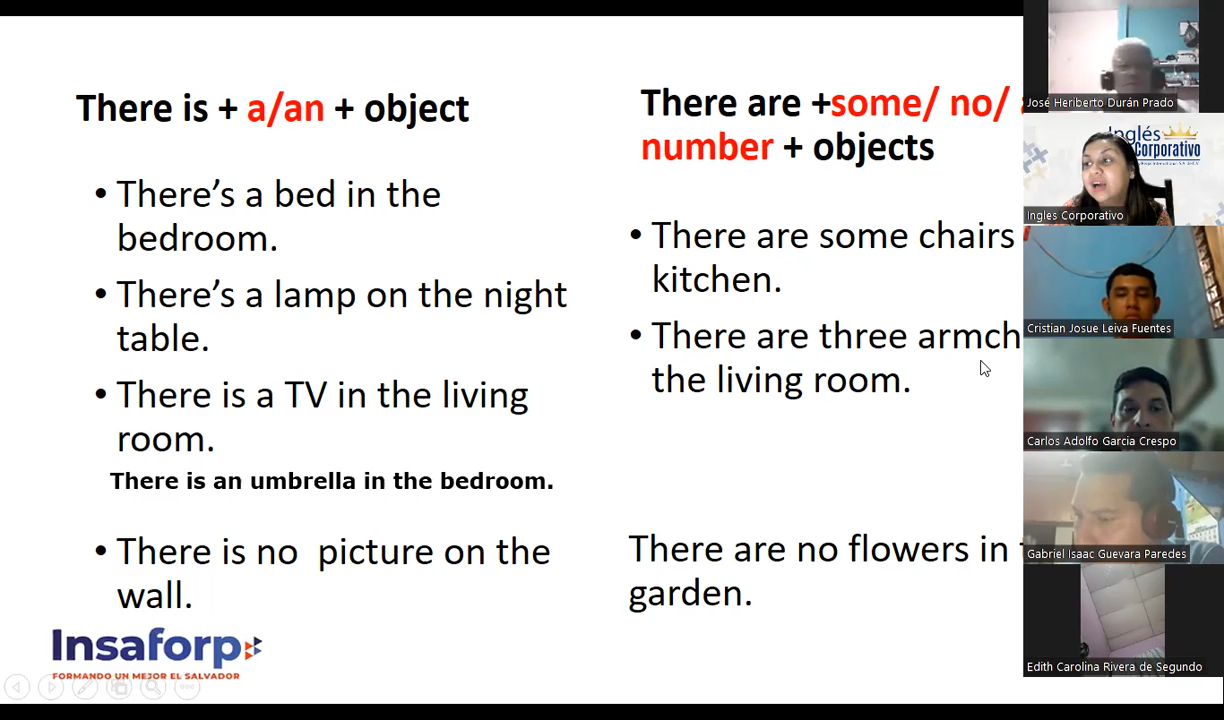 There is + a/an + object
There’s a bed in the
bedroom.
There’s a lamp on the night
table.
There is a TV in the living
room.
There is an umbrella in the bedroom.
There is no picture on the
wall.
Insaforp
FORMANDO UN MEJOR EL SALVADOR
There are +some/ no/
number + objects
There are some chairs
kitchen.
There are three armch
the living room.
There are no flowers in
garden.
José Heriberto Durán Prado
Inglés
Corporativo
Ingles Corporativo
Cristian Josue Leiva Fuentes
Carlos Adolfo Garcia Crespo
Gabriel Isaac Guevara Paredes
Edith Carolina Rivera de Segundo